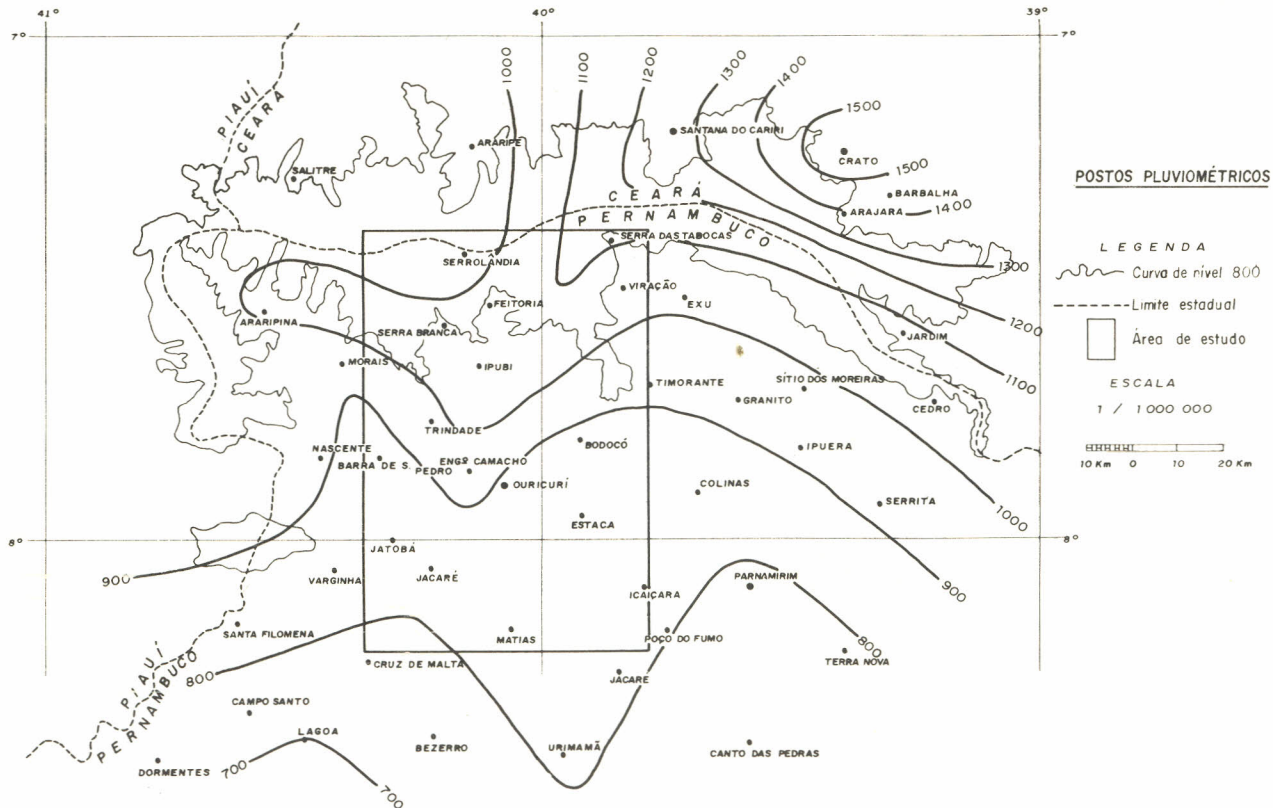 41° 40° 39°
7° 7°
1000 1100 1200 1300 1400 1500
PIAUÍ
CEARÁ
ARARIPE
SANTANA DO CARIRI
CRATO
SALITRE
1500
BARBALHA
ARAJARA
1400
CEARÁ
PERNAMBUCO
SERRA DAS TABOCAS
SERROLÂNDIA
1300
VIRAÇÃO
EXU
FEITORIA
ARARIPINA
SERRA BRANCA
1200
JARDIM
MORAIS
IPUBI
TIMORANTE
SÍTIO DÓS MOREIRAS
1100
GRANITO
CEDRO
TRINDADE
BODOCÓ
IPUERA
NASCENTE
BARRA DE S. PEDRO
ENGº CAMACHO
OURICURÍ
COLINAS
SERRITA
1000
ESTACA
8° 8°
JATOBÁ
900
VARGINHA
JACARÉ
ICAIÇARA
PARNAMIRIM
900
SANTA FILOMENA
MATIAS
POÇO DO FUMO
800
TERRA NOVA
CRUZ DE MALTA
JACARÉ
800
PIAUÍ
PERNAMBUCO
CAMPO SANTO
LAGOA
BEZERRO
URIMAMÃ
CANTO DAS PEDRAS
DORMENTES
700
700
POSTOS PLUVIOMÉTRICOS
LEGENDA
Curva de nível 800
Limite estadual
Área de estudo
ESCALA
1 / 1 000 000
10 Km 0 10 20 Km